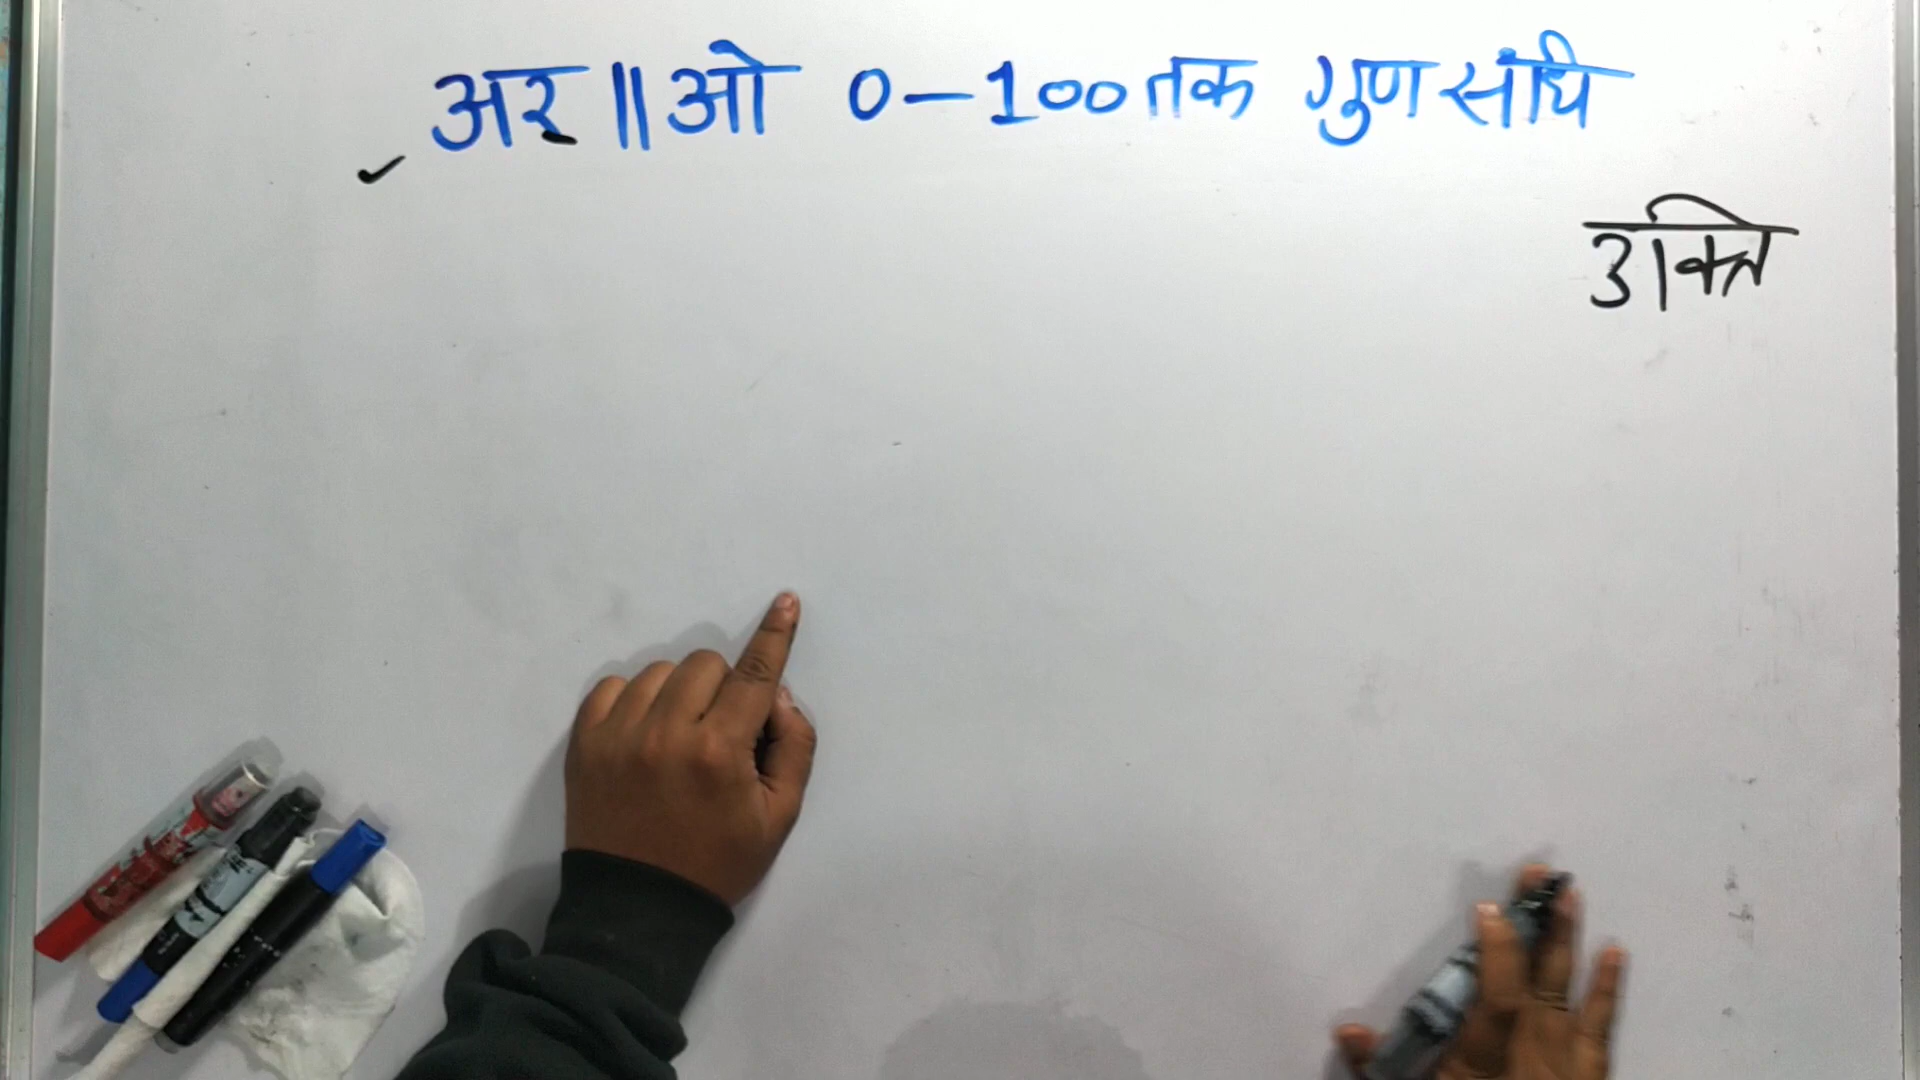 अर || ओ 0-100 तक गुण संधि
उक्ति